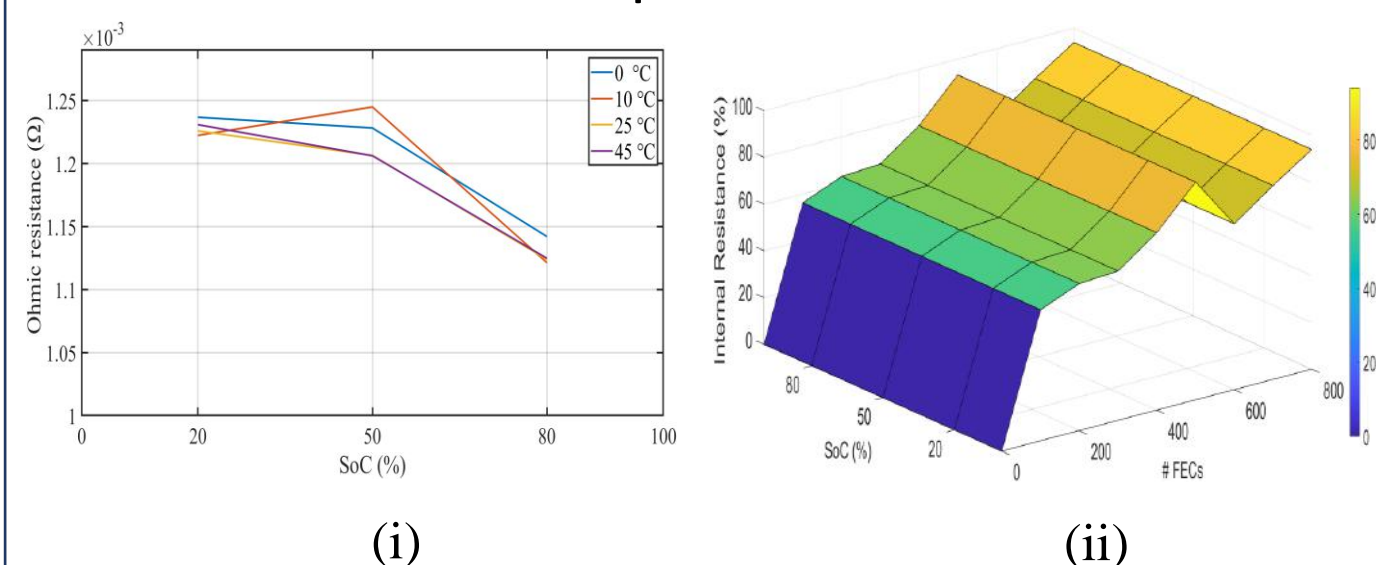 ×10⁻³
Ohmic resistance (Ω)
1.25
1.2
1.15
1.1
1.05
1
0 20 50 80 100
SoC (%)
0 °C
10 °C
25 °C
45 °C
(i)
Internal Resistance (%)
100
80
60
40
20
0
80
50
20
SoC (%)
0
200
400
600
800
# FECs
80
60
40
20
0
(ii)